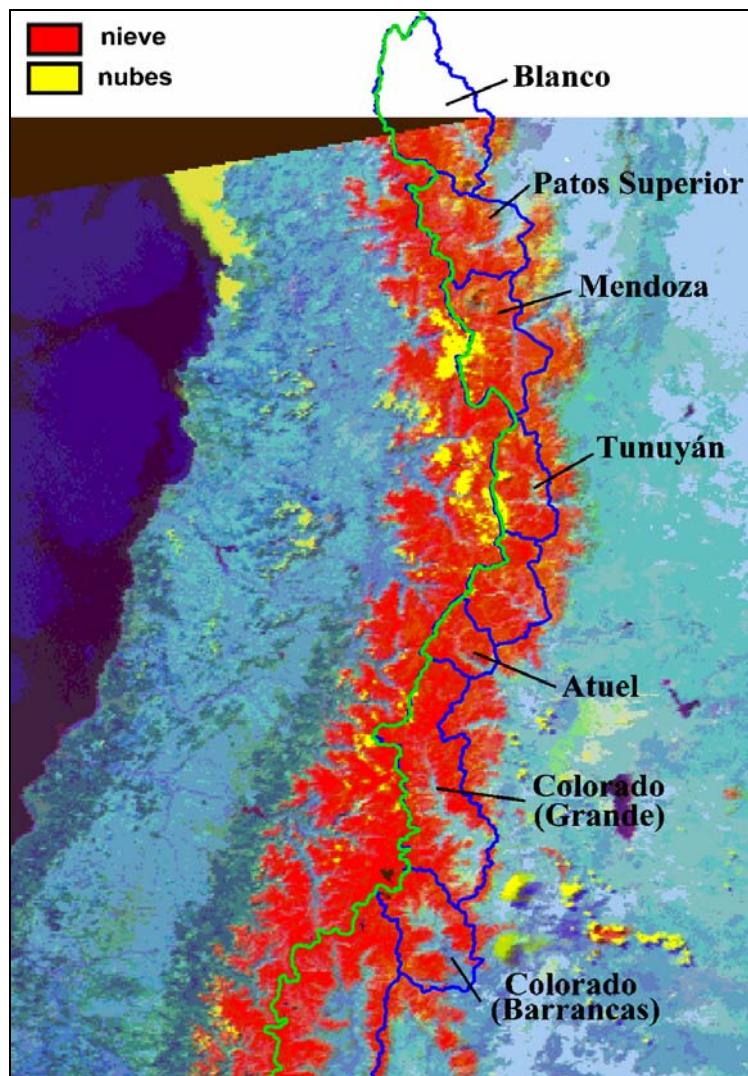 nieve
nubes
Blanco
Patos Superior
Mendoza
Tunuyán
Atuel
Colorado
(Grande)
Colorado
(Barrancas)